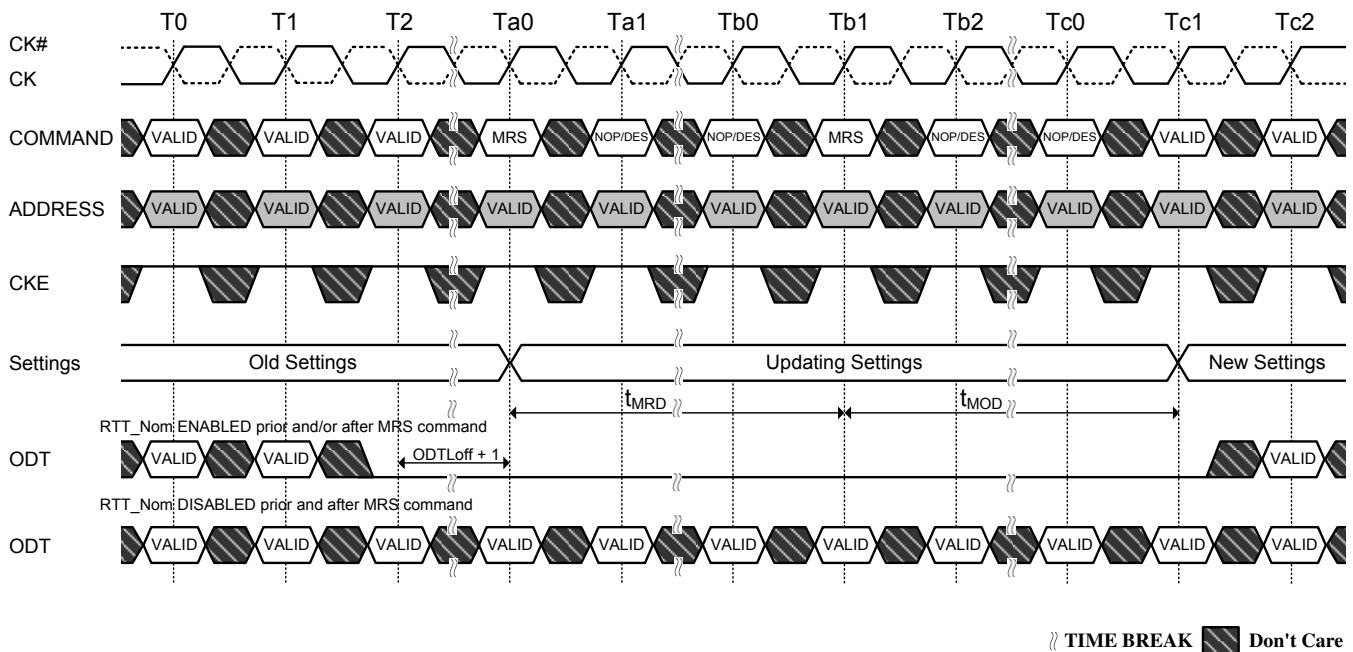 T0 T1 T2 Ta0 Ta1 Tb0 Tb1 Tb2 Tc0 Tc1 Tc2
CK#
CK
COMMAND VALID VALID VALID MRS NOP/DES NOP/DES MRS NOP/DES NOP/DES VALID VALID
ADDRESS VALID VALID VALID VALID VALID VALID VALID VALID VALID VALID VALID
CKE
Settings Old Settings Updating Settings New Settings
tMRD tMOD
RTT_Nom ENABLED prior and/or after MRS command
ODT VALID VALID ODTLoff + 1 VALID
RTT_Nom DISABLED prior and after MRS command
ODT VALID VALID VALID VALID VALID VALID VALID VALID VALID VALID VALID
TIME BREAK Don't Care